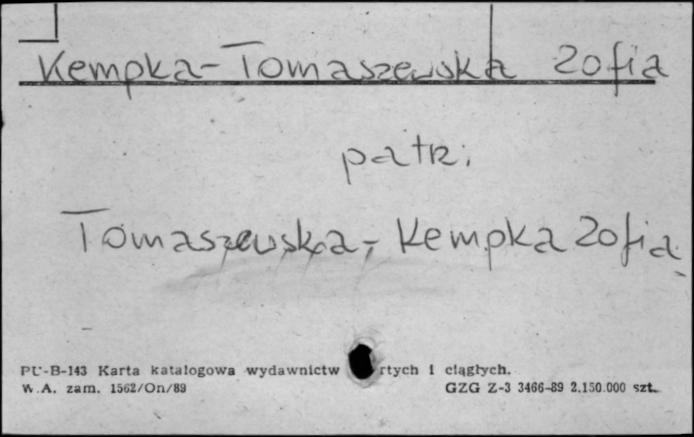 Kempka-Tomaszewska Zofia
patrz:
Tomaszewska-Kempka Zofia
PU-B-143 Karta katalogowa wydawnictw rtych i ciągłych.
W.A. zam. 1562/On/89 GZG Z-3 3466-89 2.150.000 szt.